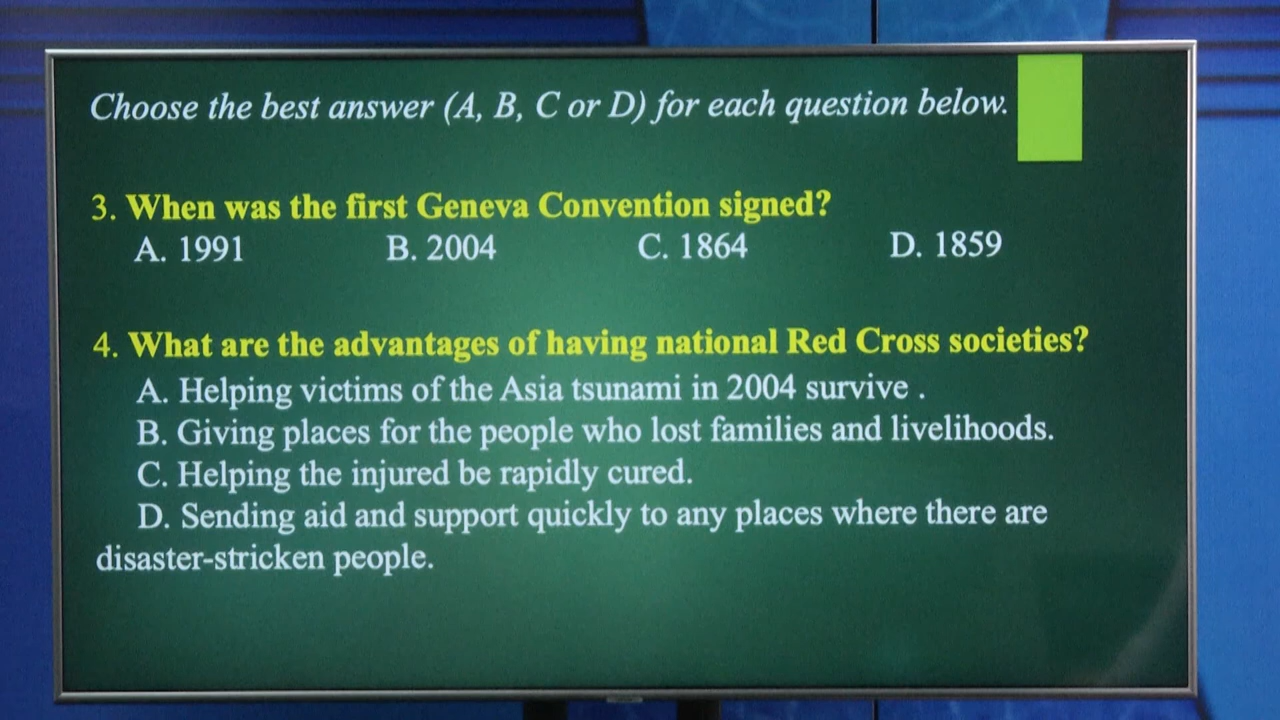 Choose the best answer (A, B, C or D) for each question below.
3. When was the first Geneva Convention signed?
A. 1991 B. 2004 C. 1864 D. 1859
4. What are the advantages of having national Red Cross societies?
A. Helping victims of the Asia tsunami in 2004 survive .
B. Giving places for the people who lost families and livelihoods.
C. Helping the injured be rapidly cured.
D. Sending aid and support quickly to any places where there are
disaster-stricken people.